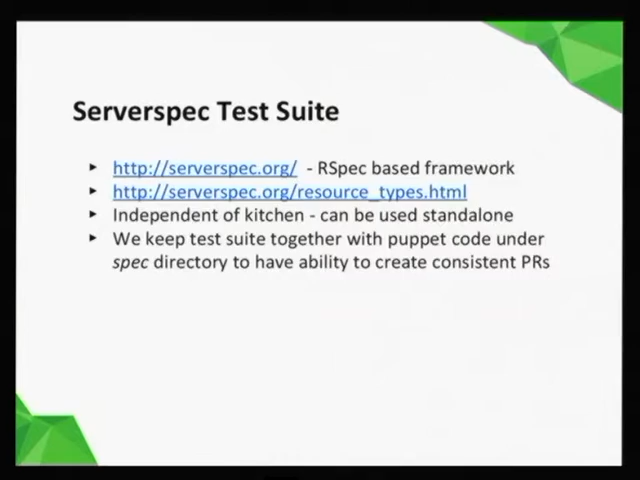 Serverspec Test Suite
http://serverspec.org/ - RSpec based framework
http://serverspec.org/resource_types.html
Independent of kitchen - can be used standalone
We keep test suite together with puppet code under
spec directory to have ability to create consistent PRs